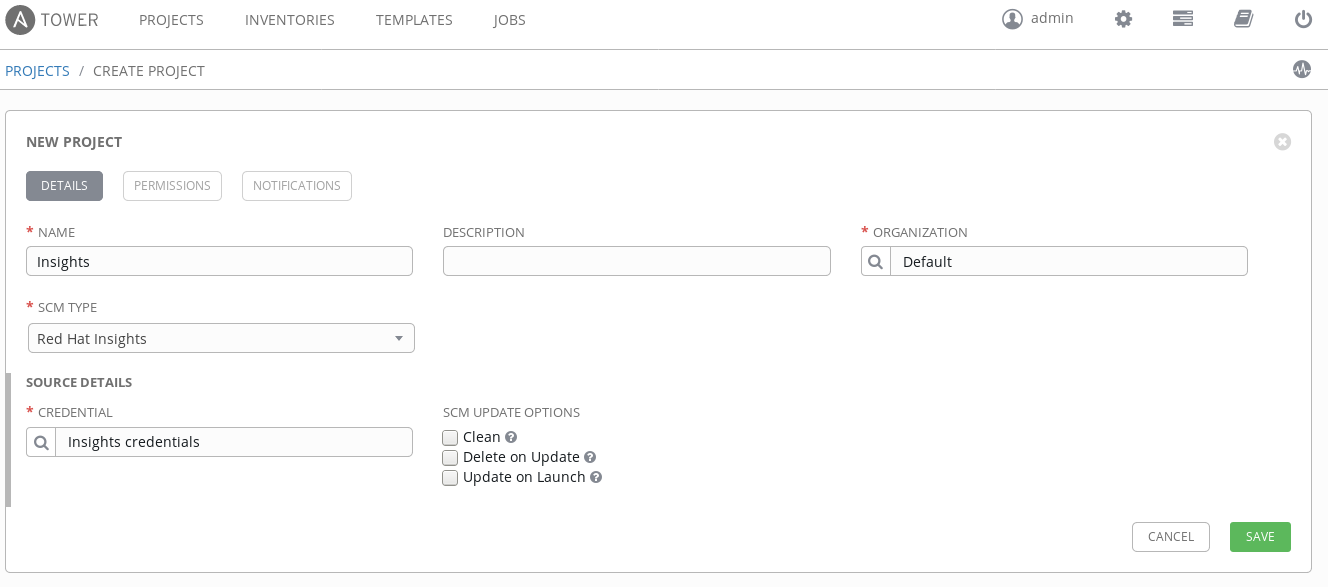 A TOWER PROJECTS INVENTORIES TEMPLATES JOBS admin
PROJECTS / CREATE PROJECT
NEW PROJECT
DETAILS PERMISSIONS NOTIFICATIONS
* NAME DESCRIPTION * ORGANIZATION
Insights Default
* SCM TYPE
Red Hat Insights
SOURCE DETAILS
* CREDENTIAL SCM UPDATE OPTIONS
Insights credentials
Clean ?
Delete on Update ?
Update on Launch ?
CANCEL SAVE